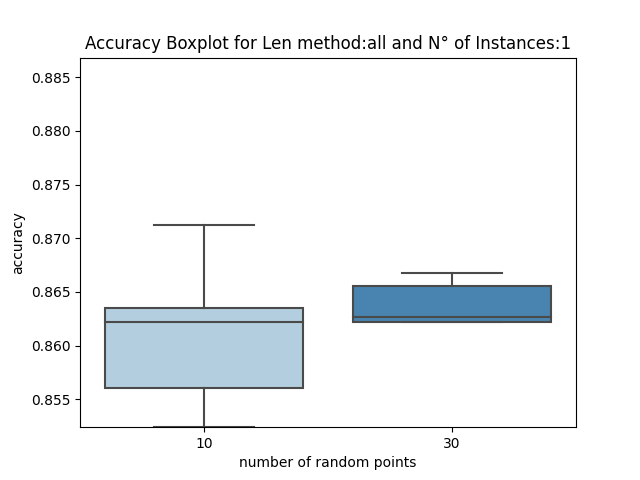 Accuracy Boxplot for Len method:all and N° of Instances:1
0.885
0.880
0.875
0.870
0.865
0.860
0.855
accuracy
10 30
number of random points